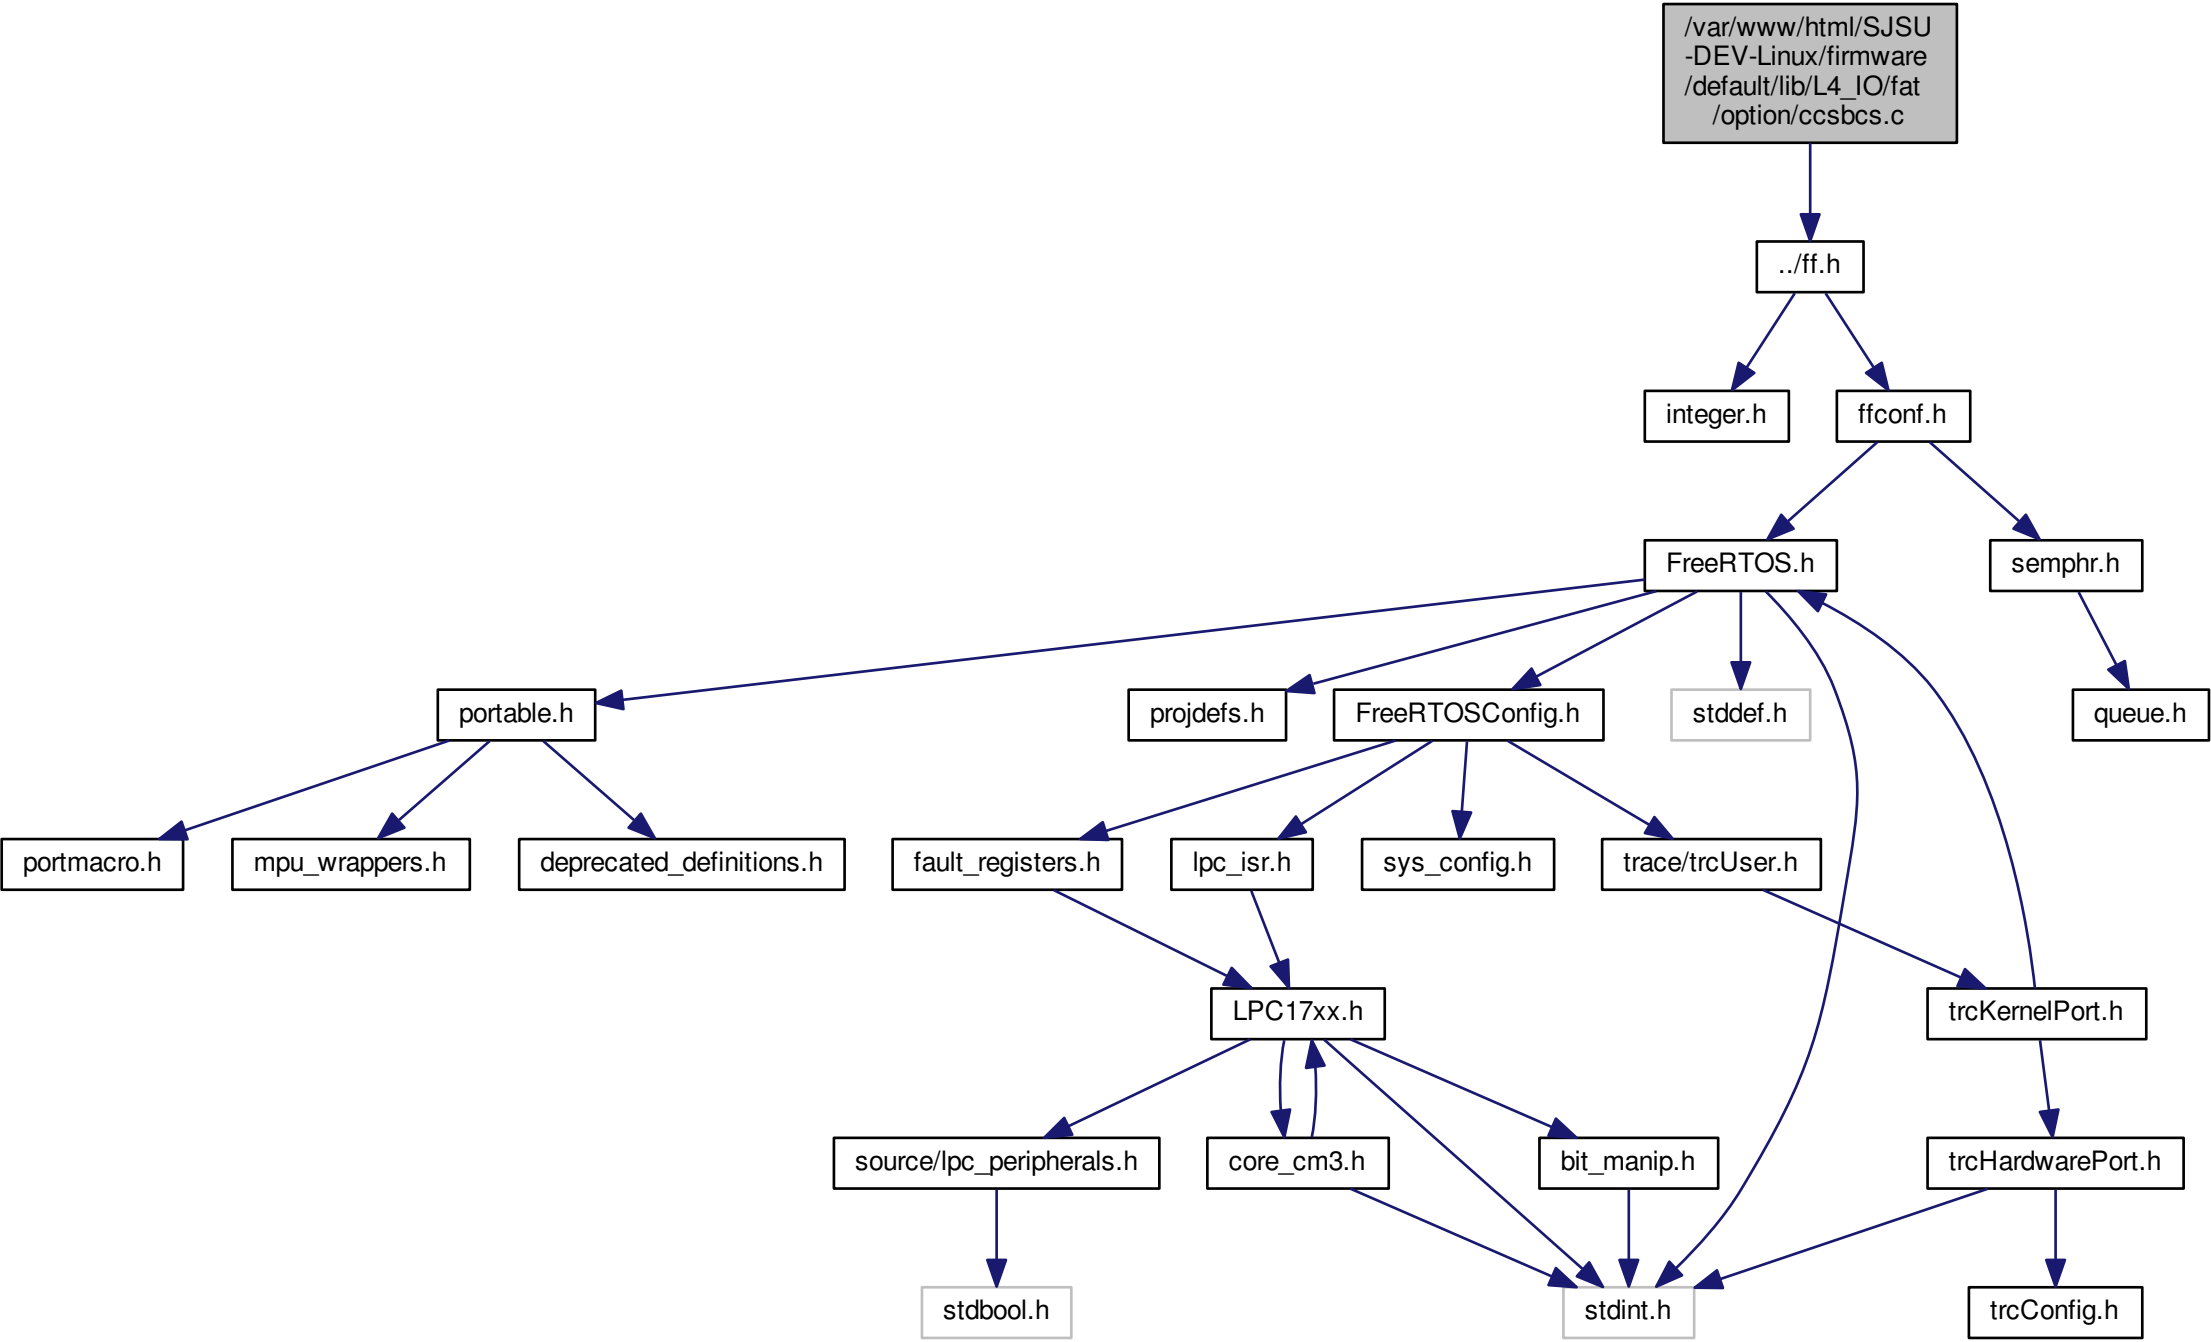 /var/www/html/SJSU
-DEV-Linux/firmware
/default/lib/L4_IO/fat
/option/ccsbcs.c
../ff.h
integer.h
ffconf.h
FreeRTOS.h
semphr.h
portable.h
projdefs.h
FreeRTOSConfig.h
stddef.h
queue.h
portmacro.h
mpu_wrappers.h
deprecated_definitions.h
fault_registers.h
lpc_isr.h
sys_config.h
trace/trcUser.h
LPC17xx.h
trcKernelPort.h
source/lpc_peripherals.h
core_cm3.h
bit_manip.h
trcHardwarePort.h
stdbool.h
stdint.h
trcConfig.h